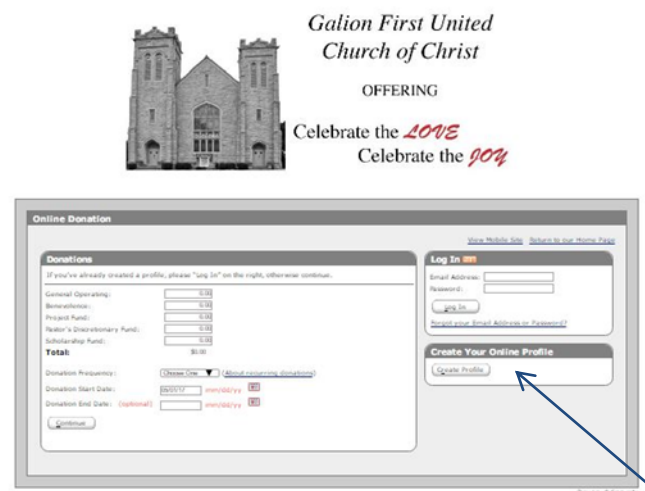 Galion First United
Church of Christ
OFFERING
Celebrate the LOVE
Celebrate the JOY
Online Donation
View Mobile Site Return to our Home Page
Donations
If you've already created a profile, please "Log In" on the right, otherwise continue.
General Operating: 0.00
Benevolence: 0.00
Project Fund: 0.00
Pastor's Discretionary Fund: 0.00
Scholarship Fund: 0.00
Total: $0.00
Donation Frequency: Choose One (About recurring donations)
Donation Start Date: mm/dd/yy
Donation End Date: (optional) mm/dd/yy
Continue
Log In
Email Address:
Password:
Log In
Forgot your Email Address or Password?
Create Your Online Profile
Create Profile